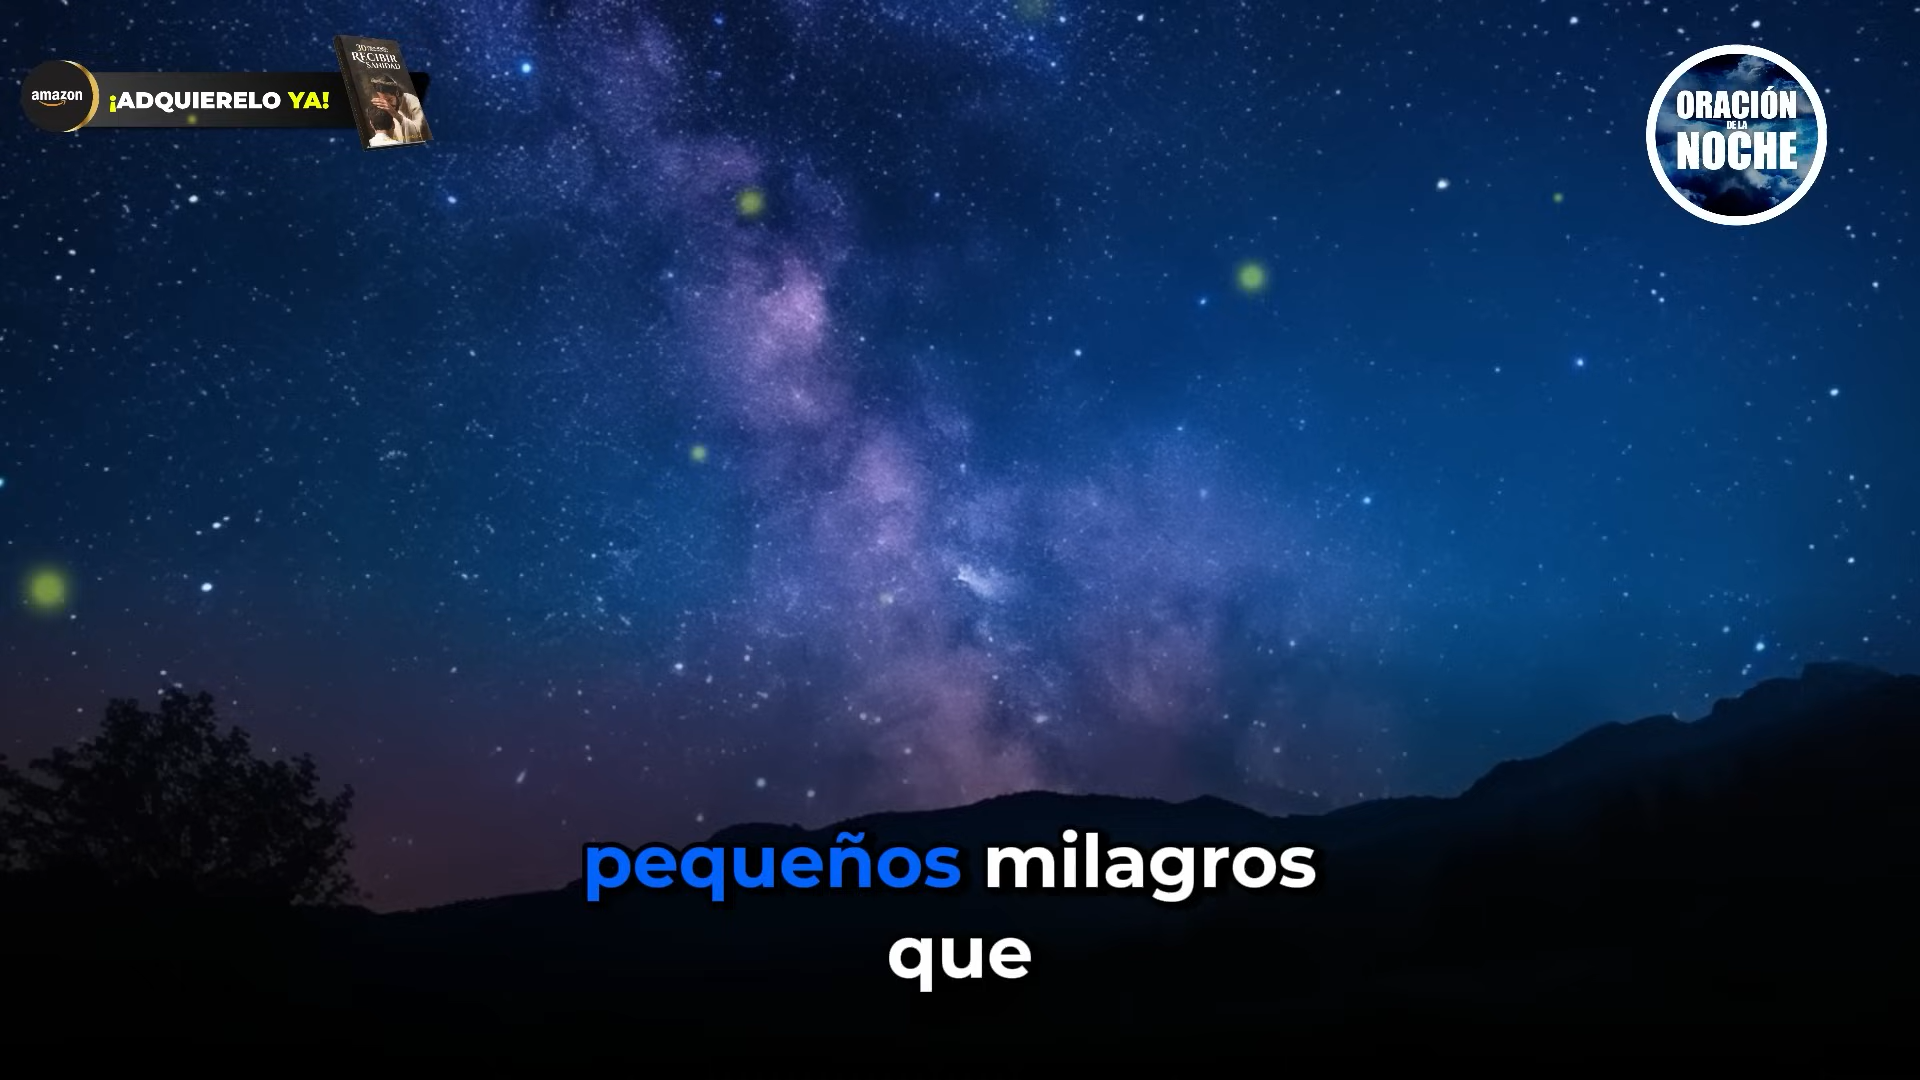 amazon
¡ADQUIERELO YA!
RECIBIR
SANIDAD
ORACIÓN
DE LA
NOCHE
pequeños milagros
que